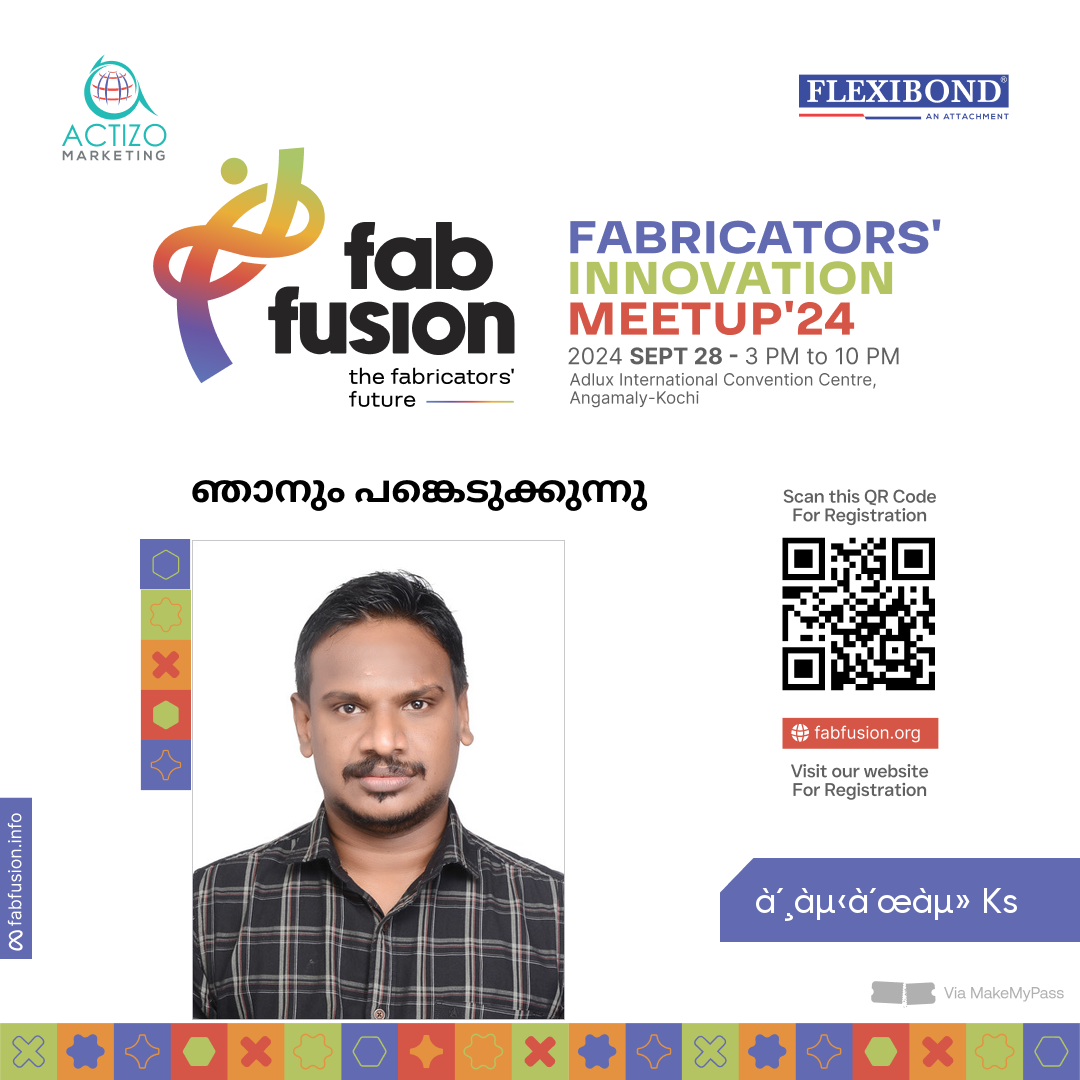 ACTIZO
MARKETING
FLEXIBOND®
AN ATTACHMENT
fab
fusion
the fabricators'
future
FABRICATORS'
INNOVATION
MEETUP'24
2024 SEPT 28 - 3 PM to 10 PM
Adlux International Convention Centre,
Angamaly-Kochi
ഞാനും പങ്കെടുക്കുന്നു
Scan this QR Code
For Registration
fabfusion.org
Visit our website
For Registration
fabfusion.info
à´¸àµ‹à´œàµ» Ks
Via MakeMyPass